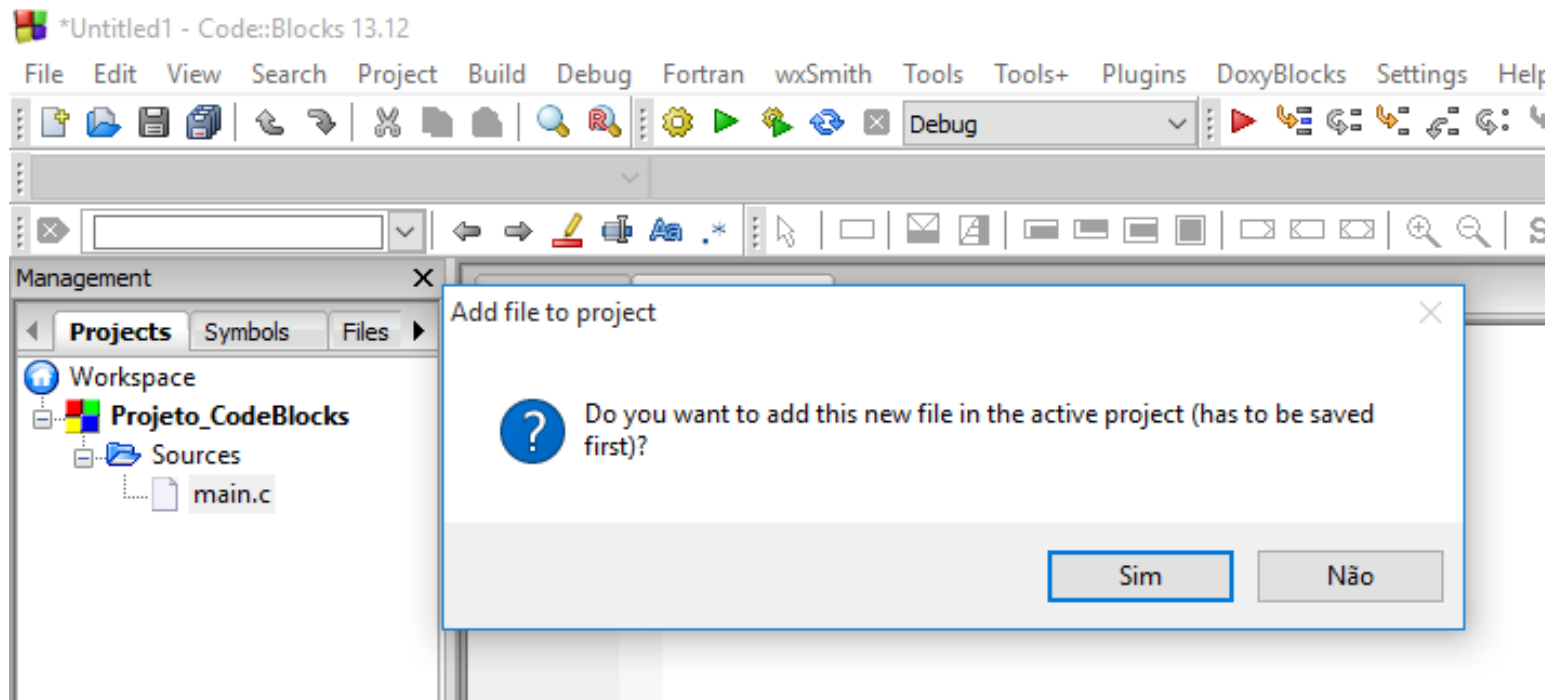 *Untitled1 - Code::Blocks 13.12
File Edit View Search Project Build Debug Fortran wxSmith Tools Tools+ Plugins DoxyBlocks Settings Help
Debug
S
Management
Projects Symbols Files
Workspace
Projeto_CodeBlocks
Sources
main.c
Add file to project
Do you want to add this new file in the active project (has to be saved
first)?
Sim Não